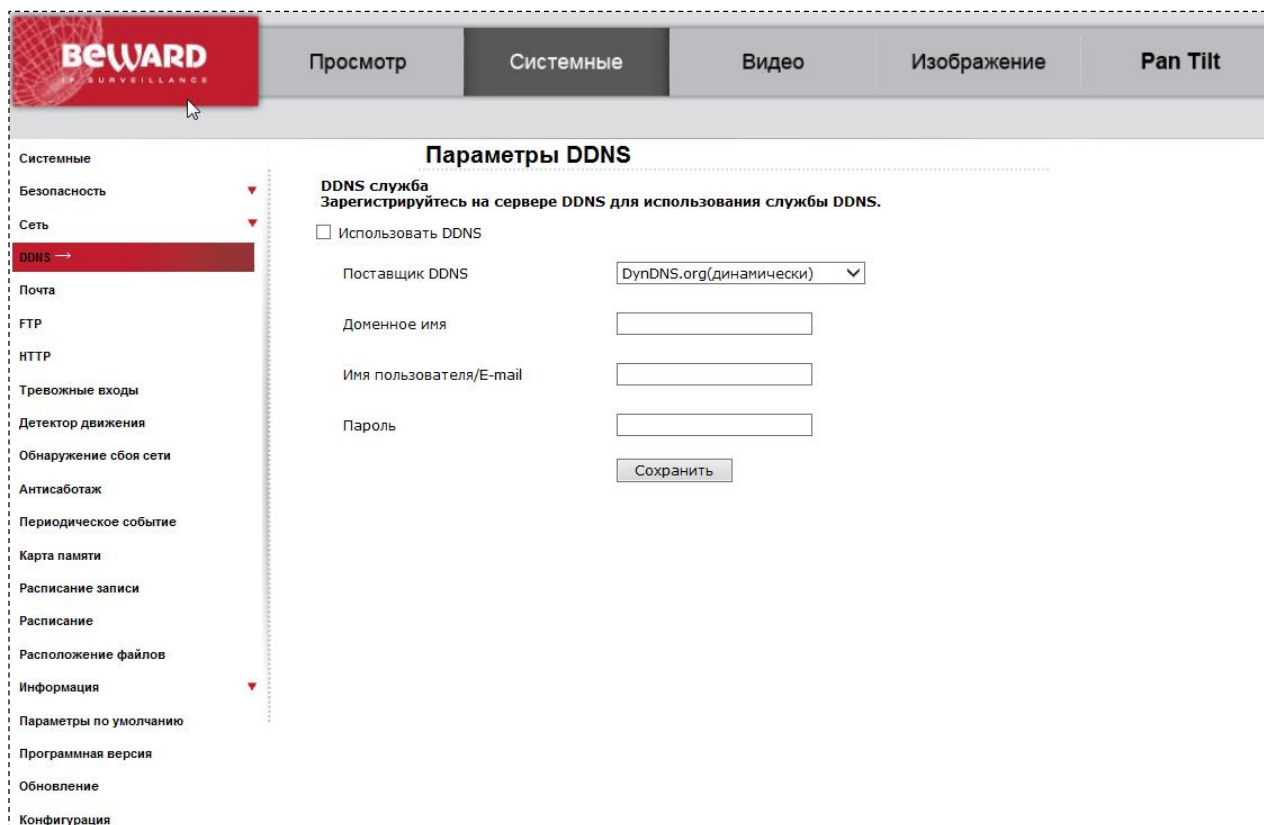 BEWARD
IP SURVEILLANCE
Просмотр
Системные
Видео
Изображение
Pan Tilt
Системные
Безопасность
Сеть
DDNS →
Почта
FTP
HTTP
Тревожные входы
Детектор движения
Обнаружение сбоя сети
Антисаботаж
Периодическое событие
Карта памяти
Расписание записи
Расписание
Расположение файлов
Информация
Параметры по умолчанию
Программная версия
Обновление
Конфигурация
Параметры DDNS
DDNS служба
Зарегистрируйтесь на сервере DDNS для использования службы DDNS.
Использовать DDNS
Поставщик DDNS
DynDNS.org(динамически)
Доменное имя
Имя пользователя/E-mail
Пароль
Сохранить